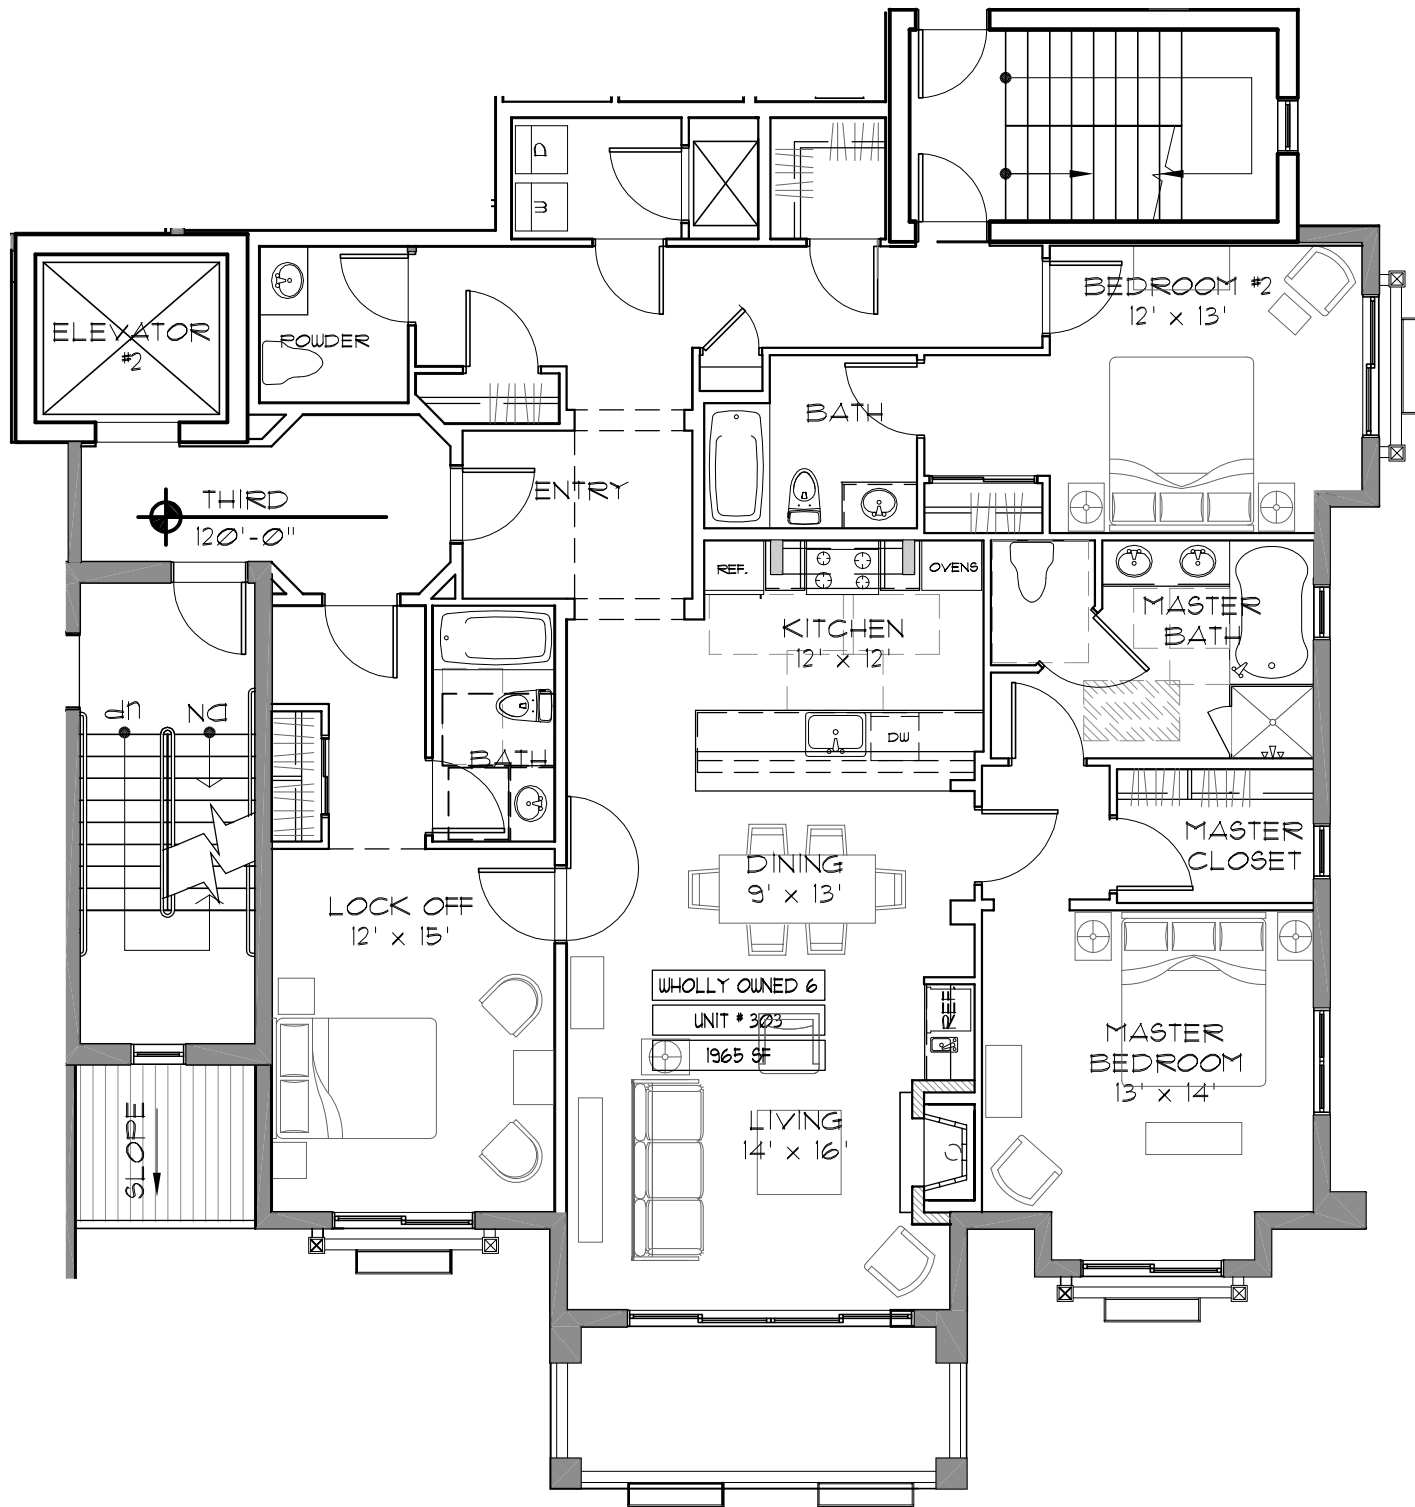 D
W
BEDROOM #2
12' x 13'
ELEVATOR
#2
POWDER
BATH
ENTRY
THIRD
120'-0"
REF.
OVENS
KITCHEN
12' x 12'
MASTER
BATH
UP
DN
BATH
DW
MASTER
CLOSET
DINING
9' x 13'
LOCK OFF
12' x 15'
WHOLLY OWNED 6
UNIT # 303
1965 SF
REF.
MASTER
BEDROOM
13' x 14'
SLOPE
LIVING
14' x 16'